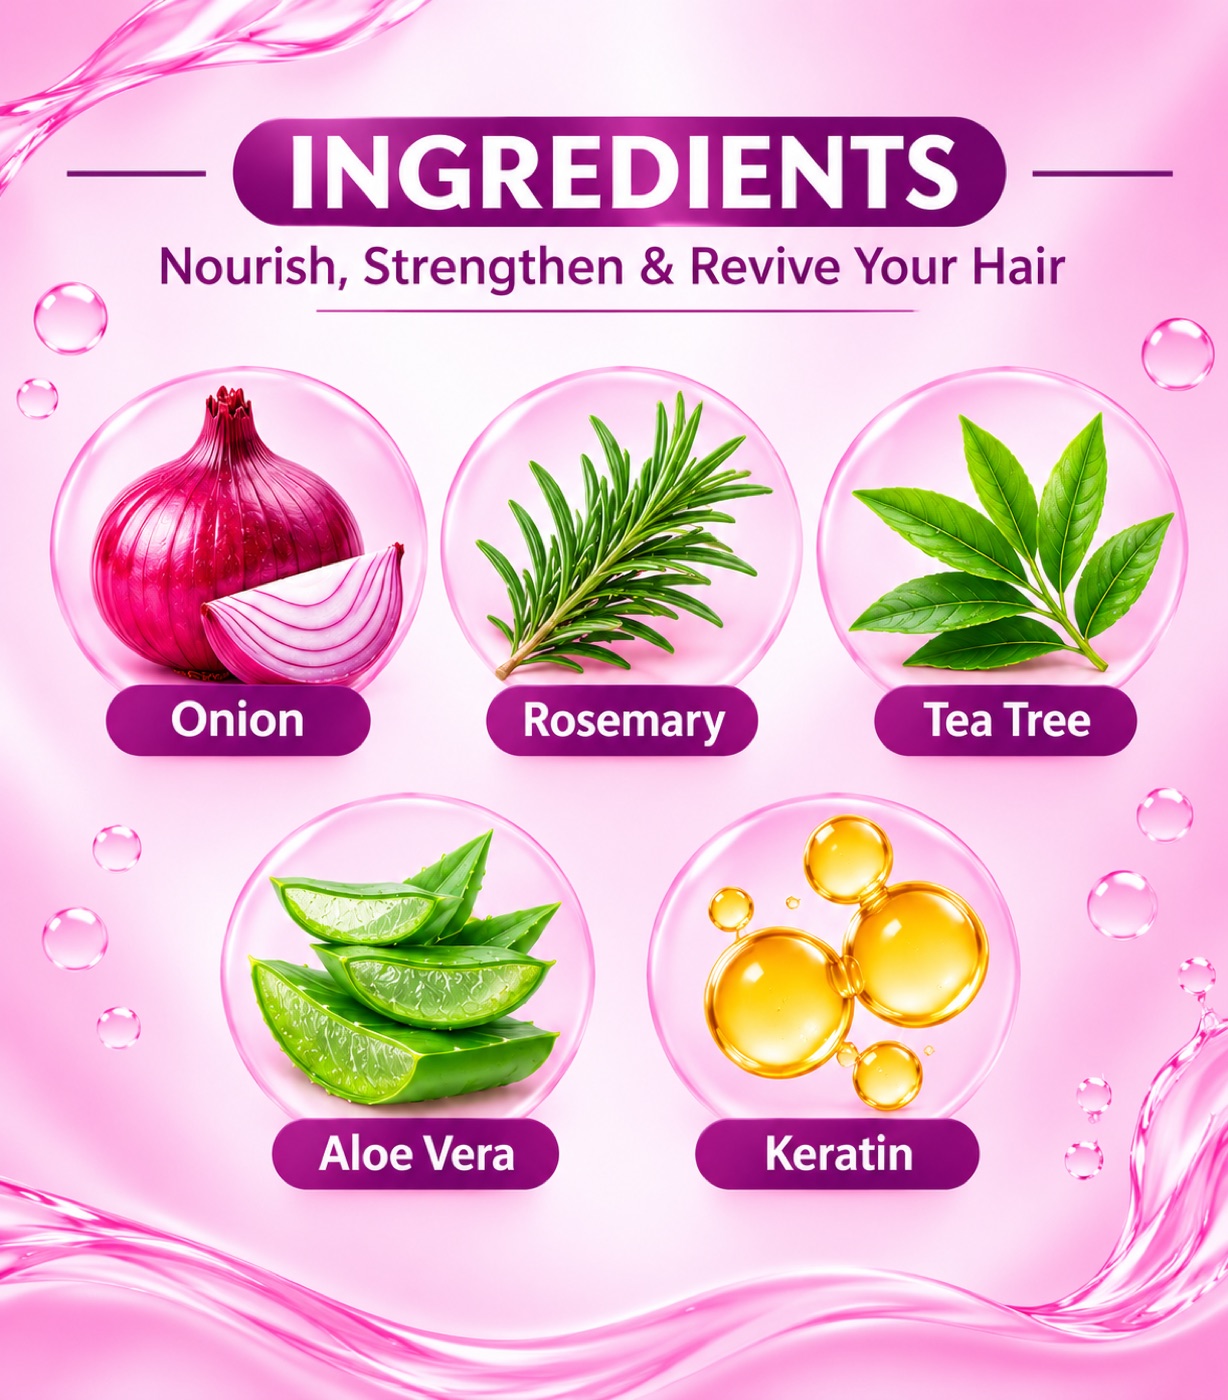 INGREDIENTS
Nourish, Strengthen & Revive Your Hair
Onion
Rosemary
Tea Tree
Aloe Vera
Keratin